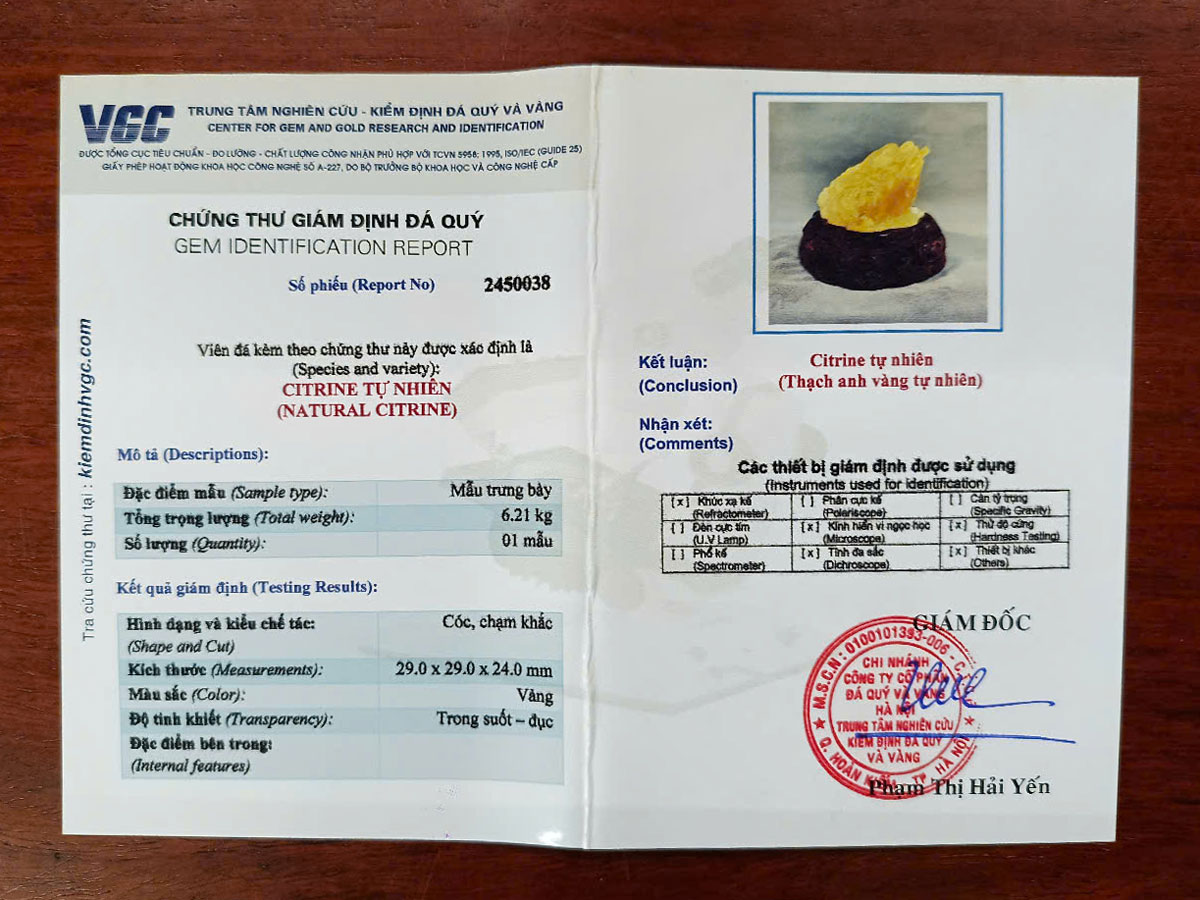 VGC
TRUNG TÂM NGHIÊN CỨU - KIỂM ĐỊNH ĐÁ QUÝ VÀ VÀNG
CENTER FOR GEM AND GOLD RESEARCH AND IDENTIFICATION
ĐƯỢC TỔNG CỤC TIÊU CHUẨN - ĐO LƯỜNG - CHẤT LƯỢNG CÔNG NHẬN PHÙ HỢP VỚI TCVN 5958: 1995, ISO/IEC (GUIDE 25)
GIẤY PHÉP HOẠT ĐỘNG KHOA HỌC CÔNG NGHỆ SỐ A-227, DO BỘ TRƯỞNG BỘ KHOA HỌC VÀ CÔNG NGHỆ CẤP
CHỨNG THƯ GIÁM ĐỊNH ĐÁ QUÝ
GEM IDENTIFICATION REPORT
Số phiếu (Report No) 2450038
Viên đá kèm theo chứng thư này được xác định là
(Species and variety):
CITRINE TỰ NHIÊN
(NATURAL CITRINE)
Mô tả (Descriptions):
Đặc điểm mẫu (Sample type): Mẫu trưng bày
Tổng trọng lượng (Total weight): 6.21 kg
Số lượng (Quantity): 01 mẫu
Kết quả giám định (Testing Results):
Hình dạng và kiểu chế tác: Cóc, chạm khắc
(Shape and Cut)
Kích thước (Measurements): 29.0 x 29.0 x 24.0 mm
Màu sắc (Color): Vàng
Độ tinh khiết (Transparency): Trong suốt – đục
Đặc điểm bên trong:
(Internal features)
Tra cứu chứng thư tại : kiemdinhvgc.com
Kết luận: Citrine tự nhiên
(Conclusion) (Thạch anh vàng tự nhiên)
Nhận xét:
(Comments)
Các thiết bị giám định được sử dụng
(Instruments used for identification)
[x] Khúc xạ kế [ ] Phân cực kế [ ] Cân tỷ trọng
(Refractometer) (Polariscope) (Specific Gravity)
[ ] Đèn cực tím [x] Kính hiển vi ngọc học [x] Thử độ cứng
(U.V Lamp) (Microscope) (Hardness Testing)
[ ] Phổ kế [x] Tính đa sắc [x] Thiết bị khác
(Spectrometer) (Dichroscope) (Others)
GIÁM ĐỐC
M.S.C.N: 0100101393-006 - C.
CHI NHÁNH
CÔNG TY CỔ PHẦN
ĐÁ QUÝ VÀ VÀNG
HÀ NỘI
TRUNG TÂM NGHIÊN CỨU
KIỂM ĐỊNH ĐÁ QUÝ
VÀ VÀNG
Q. HOÀN KIẾM - TP HÀ NỘI
Phạm Thị Hải Yến